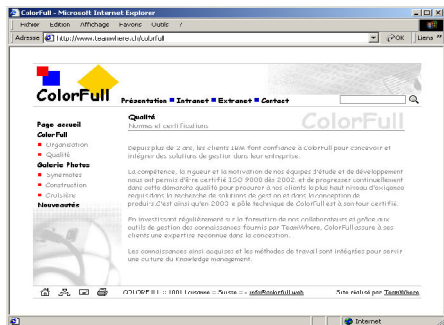 ColorFull - Microsoft Internet Explorer
Fichier Edition Affichage Favoris Outils ?
Adresse http://www.teamwhere.ch/colorfull OK Liens »
ColorFull
Présentation Intranet Extranet Contact
Page accueil
ColorFull
Organisation
Qualité
Galerie Photos
Synemates
Construction
Croisière
Nouveautés
Qualité
Normes et certifications
ColorFull
Depuis plus de 2 ans, les clients IBM font confiance à ColorFull pour concevoir et
intégrer des solutions de gestion dans leur entreprise.
La compétence, la rigueur et la motivation de nos équipes d'étude et de développement
nous ont permis d'être certifié ISO 9000 dès 2002, et de progresser continuellement
dans cette démarche qualité pour procurer à nos clients le plus haut niveau d'exigence
requis dans la recherche de solutions de gestion et dans la conception de
produits. C'est ainsi qu'en 2003 le pôle technique de ColorFull est à son tour certifié.
En investissant régulièrement sur la formation de nos collaborateurs et grâce aux
outils de gestion des connaissances fournis par TeamWhere, ColorFull assure à ses
clients une expertise reconnue dans la conception.
Les connaissances ainsi acquises et les méthodes de travail sont intégrées pour servir
une culture du knowledge management.
COLORFULL :: 1001 Lausanne :: Suisse :: info@colorfull.web Site réalisé par TeamWhere
Internet